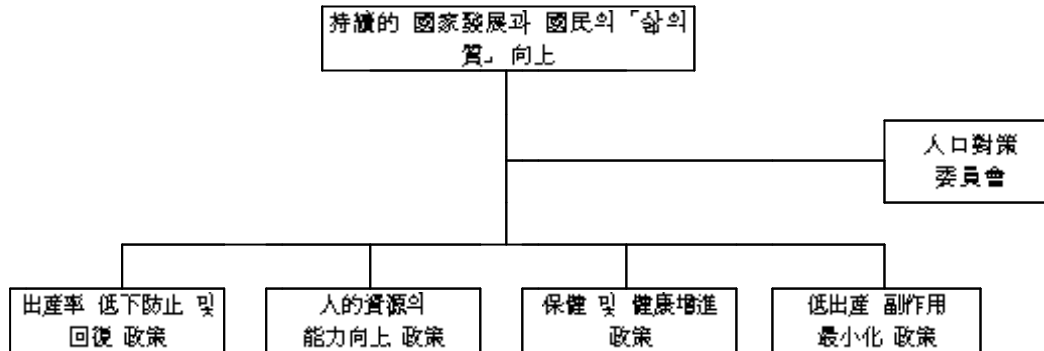 持續的 國家發展과 國民의 「삶의
質」 向上
人口對策
委員會
出産率 低下防止 및
回復 政策
人的資源의
能力向上 政策
保健 및 健康增進
政策
低出産 副作用
最小化 政策